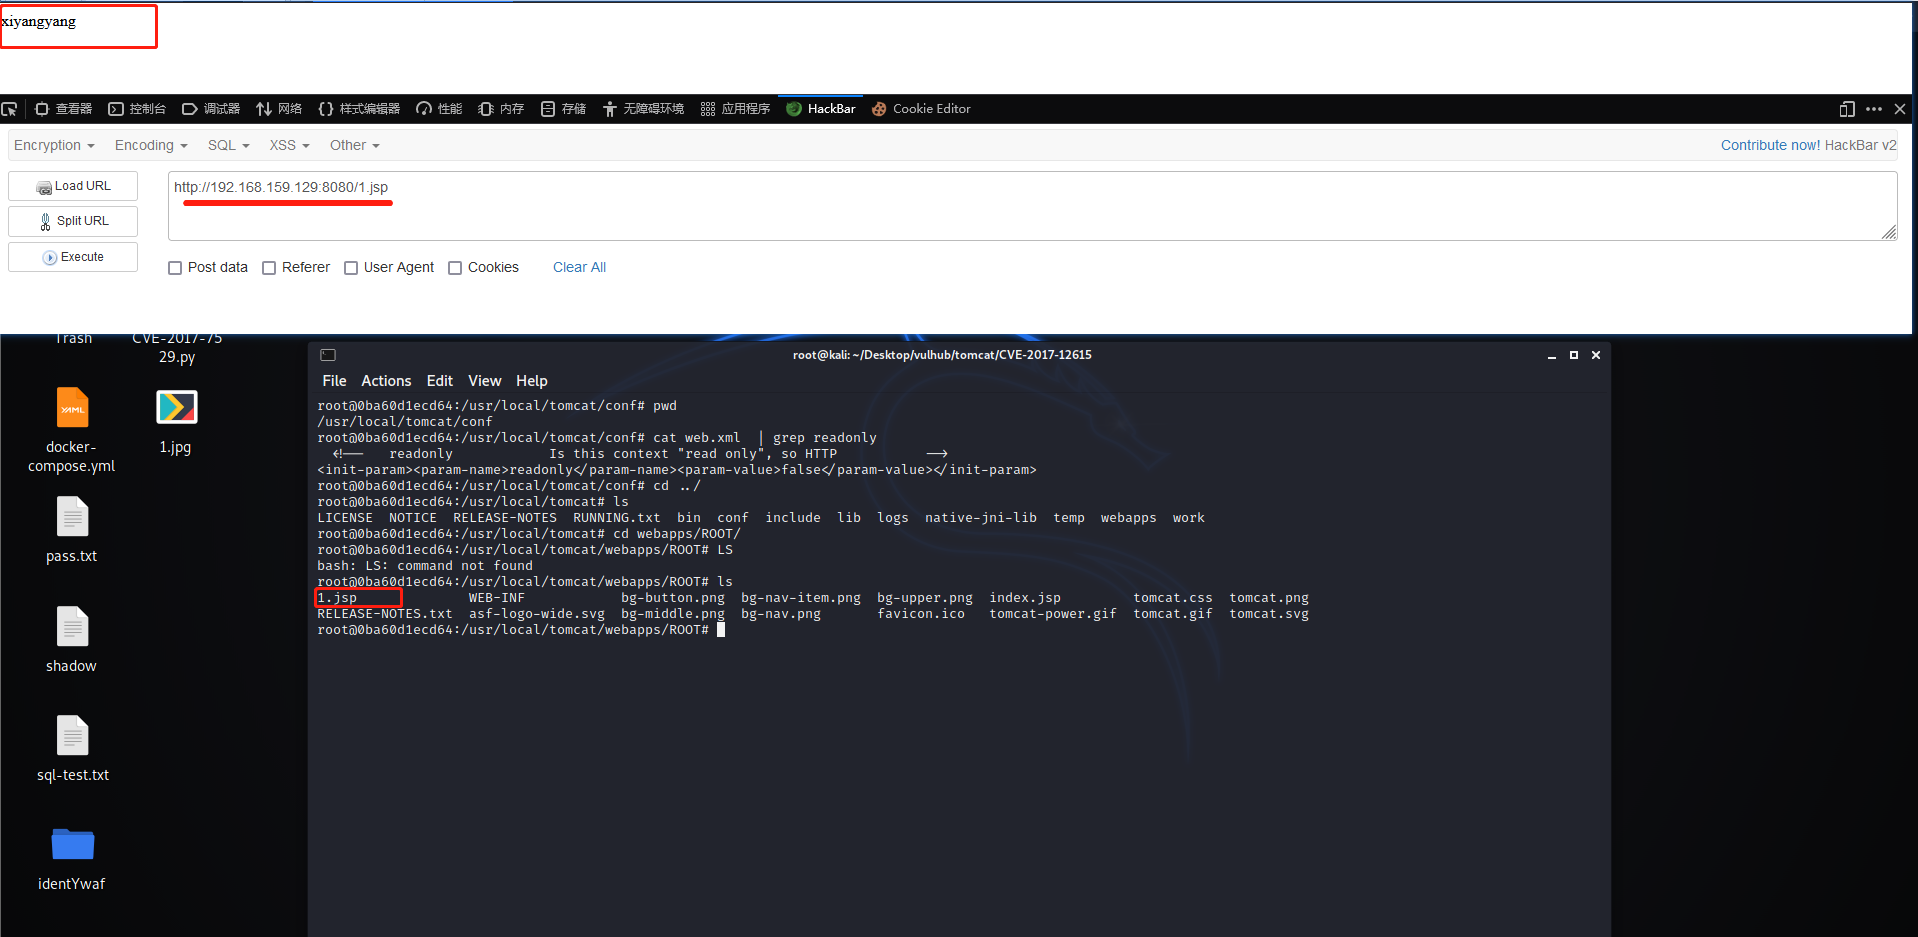 xiyangyang
查看器 控制台 调试器 网络 样式编辑器 性能 内存 存储 无障碍环境 应用程序 HackBar Cookie Editor
Encryption Encoding SQL XSS Other Contribute now! HackBar v2
Load URL http://192.168.159.129:8080/1.jsp
Split URL
Execute
Post data Referer User Agent Cookies Clear All
Trash CVE-2017-75
29.py
root@kali: ~/Desktop/vulhub/tomcat/CVE-2017-12615
File Actions Edit View Help
root@0ba60d1ecd64:/usr/local/tomcat/conf# pwd
/usr/local/tomcat/conf
root@0ba60d1ecd64:/usr/local/tomcat/conf# cat web.xml | grep readonly
<!-- readonly Is this context "read only", so HTTP -->
<init-param><param-name>readonly</param-name><param-value>false</param-value></init-param>
root@0ba60d1ecd64:/usr/local/tomcat/conf# cd ../
root@0ba60d1ecd64:/usr/local/tomcat# ls
LICENSE NOTICE RELEASE-NOTES RUNNING.txt bin conf include lib logs native-jni-lib temp webapps work
root@0ba60d1ecd64:/usr/local/tomcat# cd webapps/ROOT/
root@0ba60d1ecd64:/usr/local/tomcat/webapps/ROOT# LS
bash: LS: command not found
root@0ba60d1ecd64:/usr/local/tomcat/webapps/ROOT# ls
1.jsp WEB-INF bg-button.png bg-nav-item.png bg-upper.png index.jsp tomcat.css tomcat.png
RELEASE-NOTES.txt asf-logo-wide.svg bg-middle.png bg-nav.png favicon.ico tomcat-power.gif tomcat.gif tomcat.svg
root@0ba60d1ecd64:/usr/local/tomcat/webapps/ROOT#
YAML
docker-
compose.yml
1.jpg
pass.txt
shadow
sql-test.txt
identYwaf